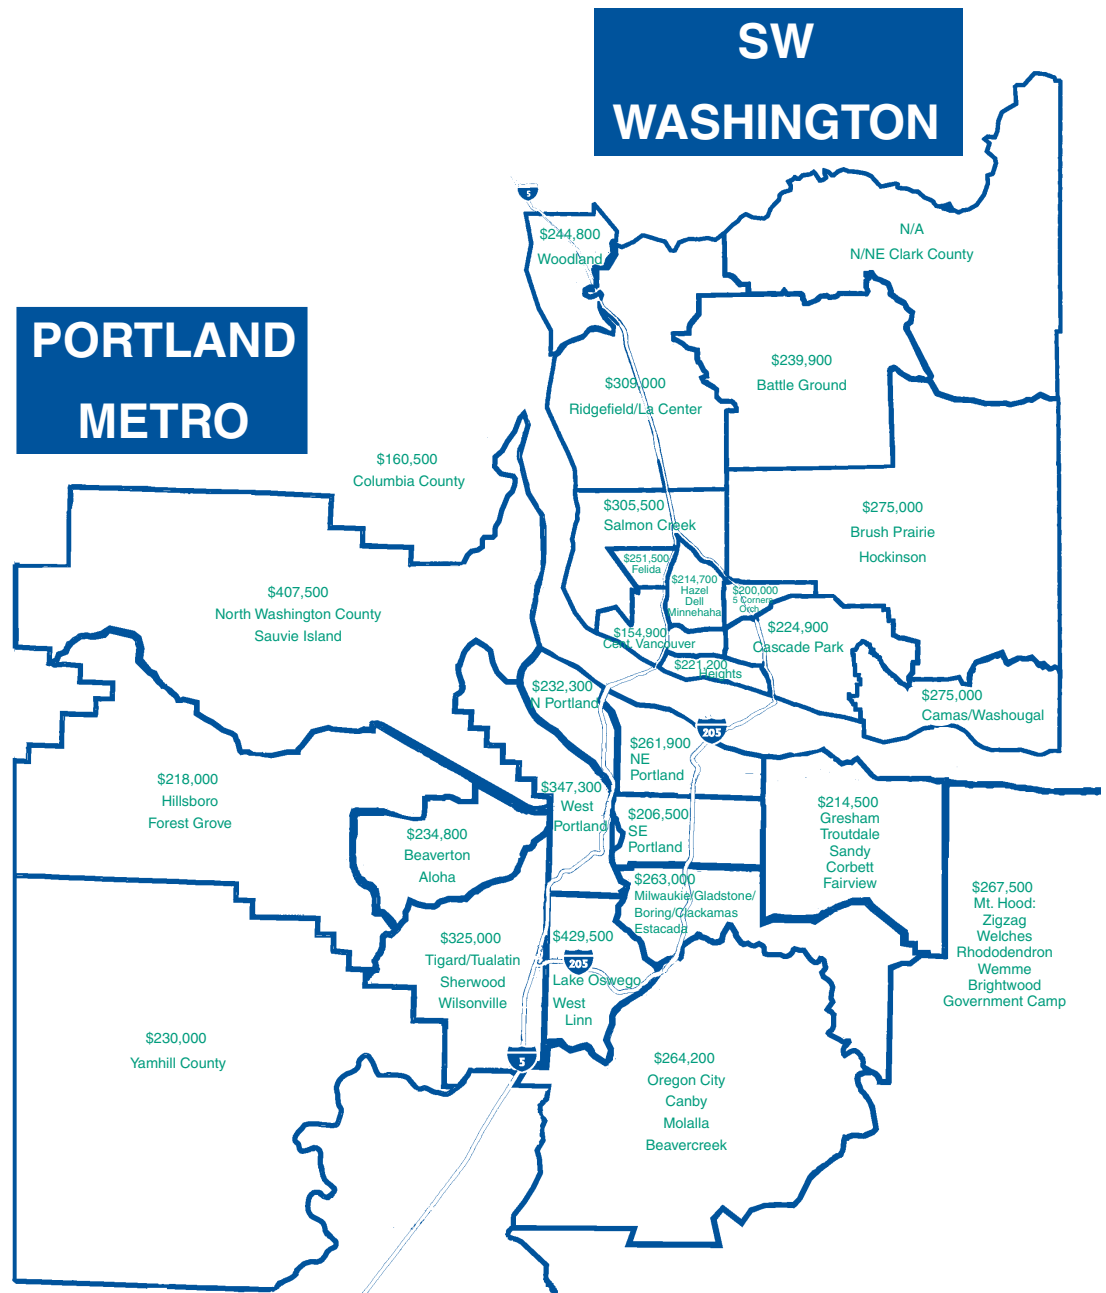 SW
WASHINGTON
5
$244,800
Woodland
N/A
N/NE Clark County
PORTLAND
METRO
$309,000
Ridgefield/La Center
$239,900
Battle Ground
$160,500
Columbia County
$305,500
Salmon Creek
$275,000
Brush Prairie
Hockinson
$251,500
Felida
$214,700
Hazel
Dell
Minnehaha
$200,000
5 Corners
Orch
$407,500
North Washington County
Sauvie Island
$154,900
Cent. Vancouver
$224,900
Cascade Park
$221,200
Heights
$232,300
N Portland
$275,000
Camas/Washougal
205
$261,900
NE
Portland
$218,000
Hillsboro
Forest Grove
$347,300
West
Portland
$206,500
SE
Portland
$214,500
Gresham
Troutdale
Sandy
Corbett
Fairview
$234,800
Beaverton
Aloha
$263,000
Milwaukie/Gladstone/
Boring/Clackamas
Estacada
$267,500
Mt. Hood:
Zigzag
Welches
Rhododendron
Wemme
Brightwood
Government Camp
$325,000
Tigard/Tualatin
Sherwood
Wilsonville
$429,500
205
Lake Oswego
West
Linn
$230,000
Yamhill County
5
$264,200
Oregon City
Canby
Molalla
Beavercreek